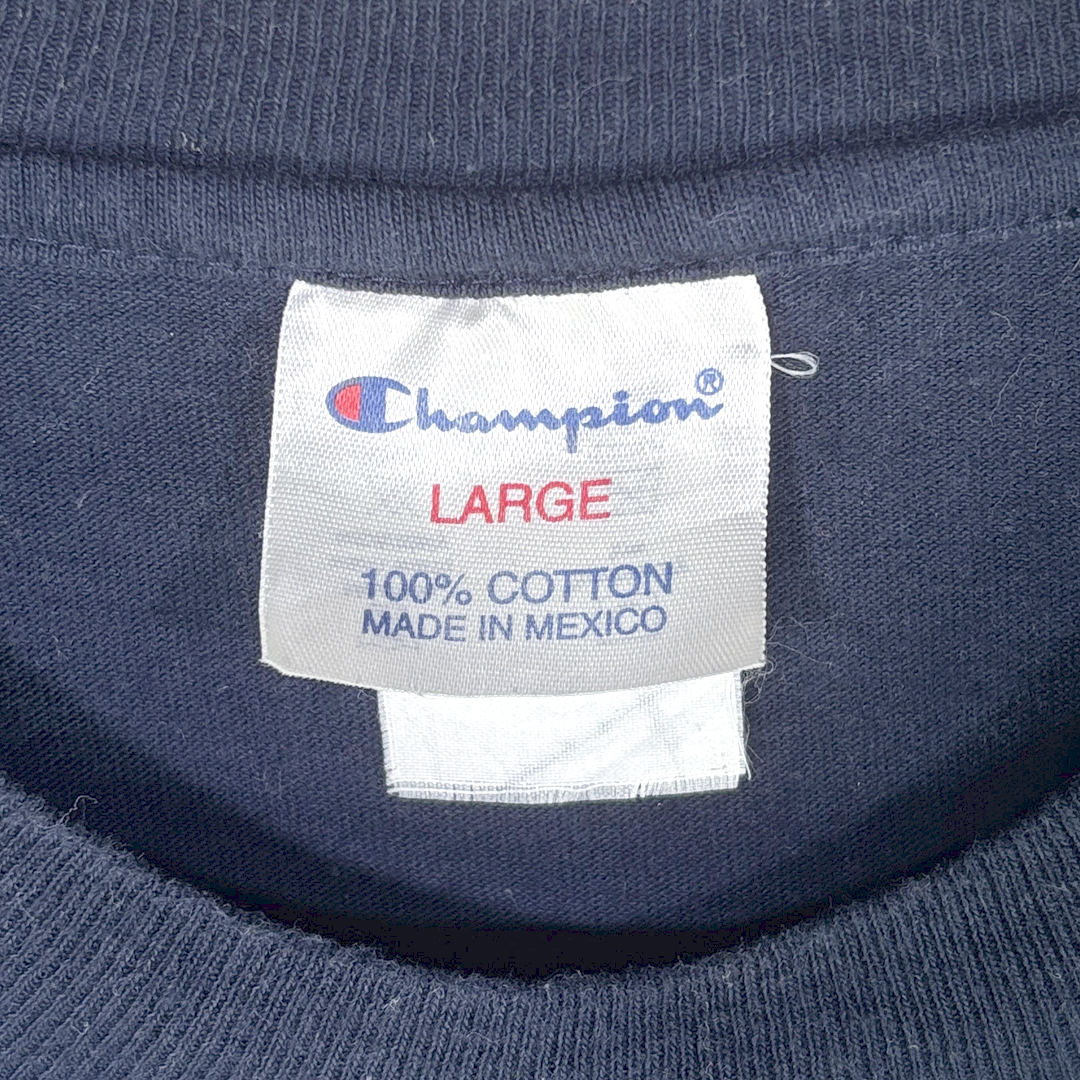 Champion®
LARGE
100% COTTON
MADE IN MEXICO